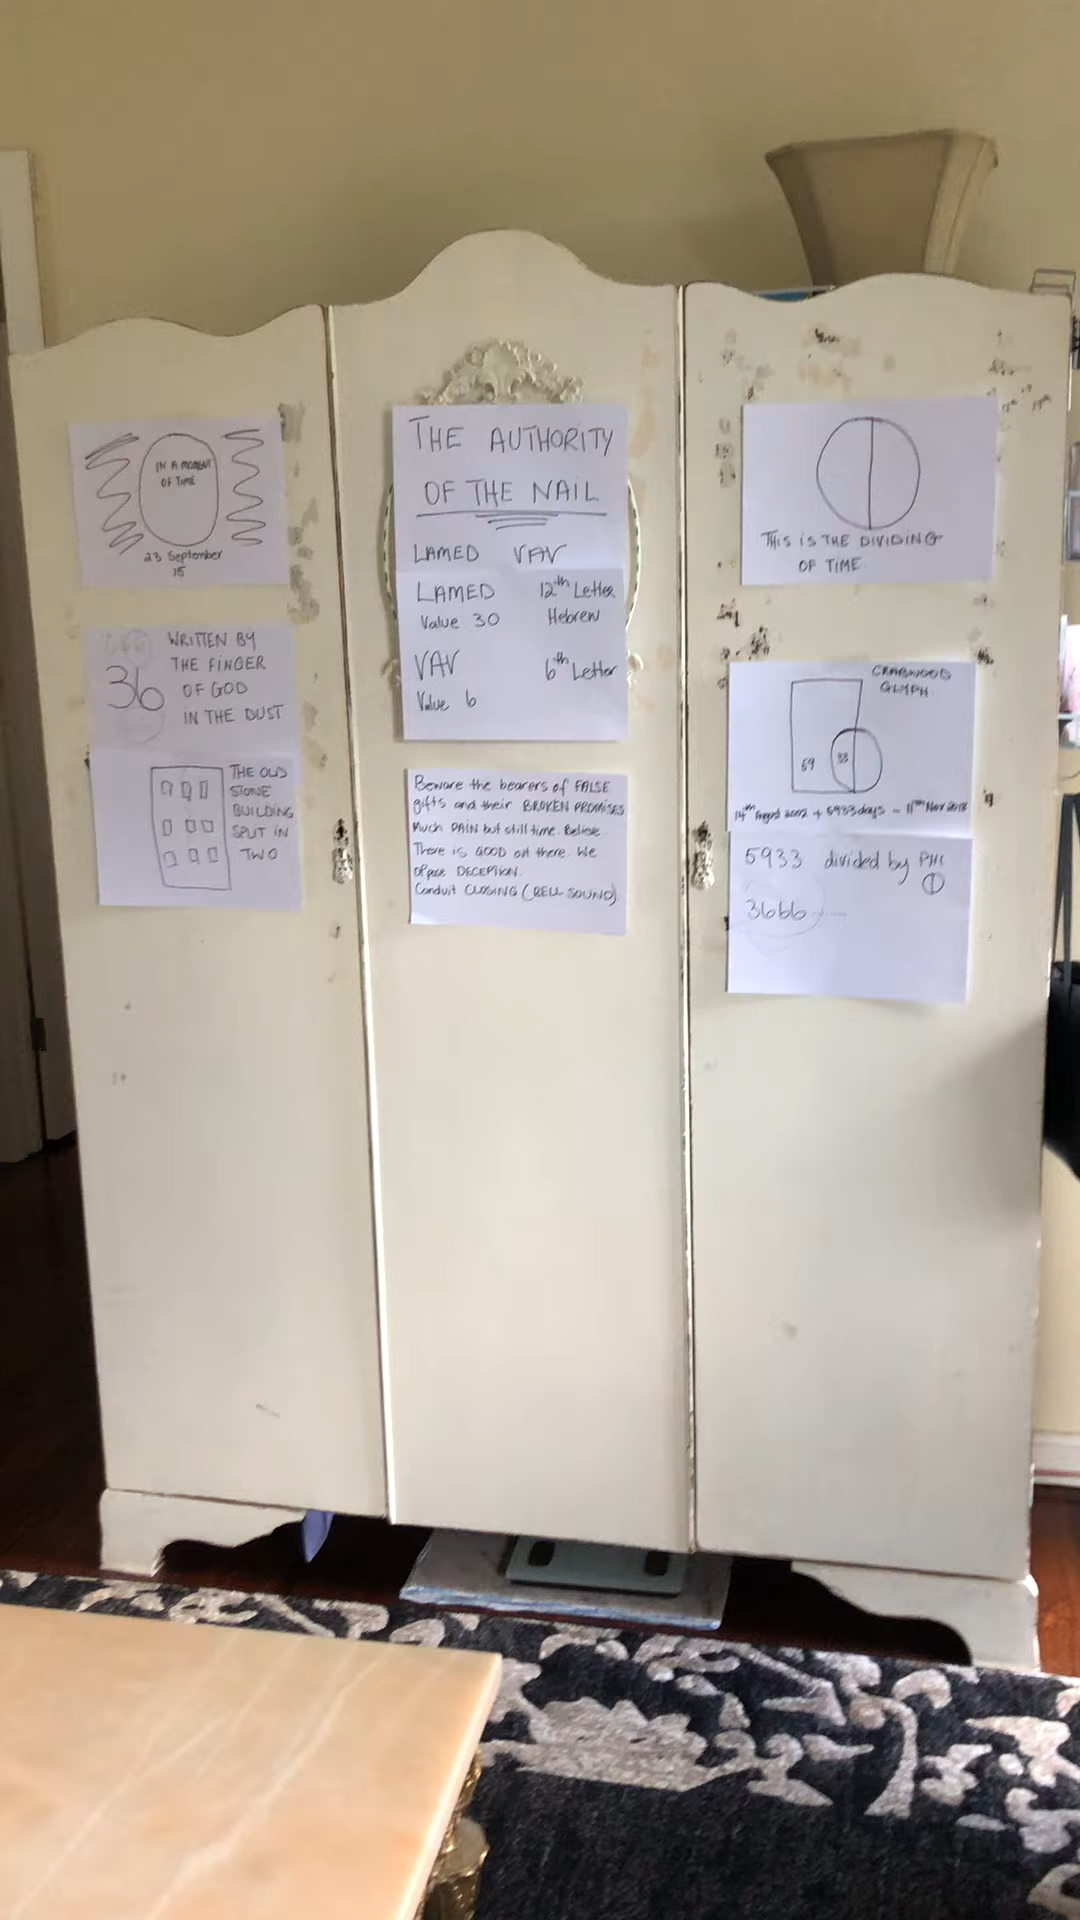 IN A MOMENT
OF TIME
23 September
15
36
WRITTEN BY
THE FINGER
OF GOD
IN THE DUST
THE OLD
STONE
BUILDING
SPLIT IN
TWO
THE AUTHORITY
OF THE NAIL
LAMED VAV
LAMED 12th Letter
Value 30 Hebrew
VAV 6th Letter
Value 6
Beware the bearers of FALSE
gifts and their BROKEN PROMISES
Much PAIN but still time. Believe.
There is GOOD out there. We
oppose DECEPTION.
Conduit CLOSING (BELL SOUND)
THIS IS THE DIVIDING
OF TIME.
CRABWOOD
GLYPH.
59 33
14th August 2002 + 5933 days = 11th Nov 2018
5933 divided by PHI
3666......